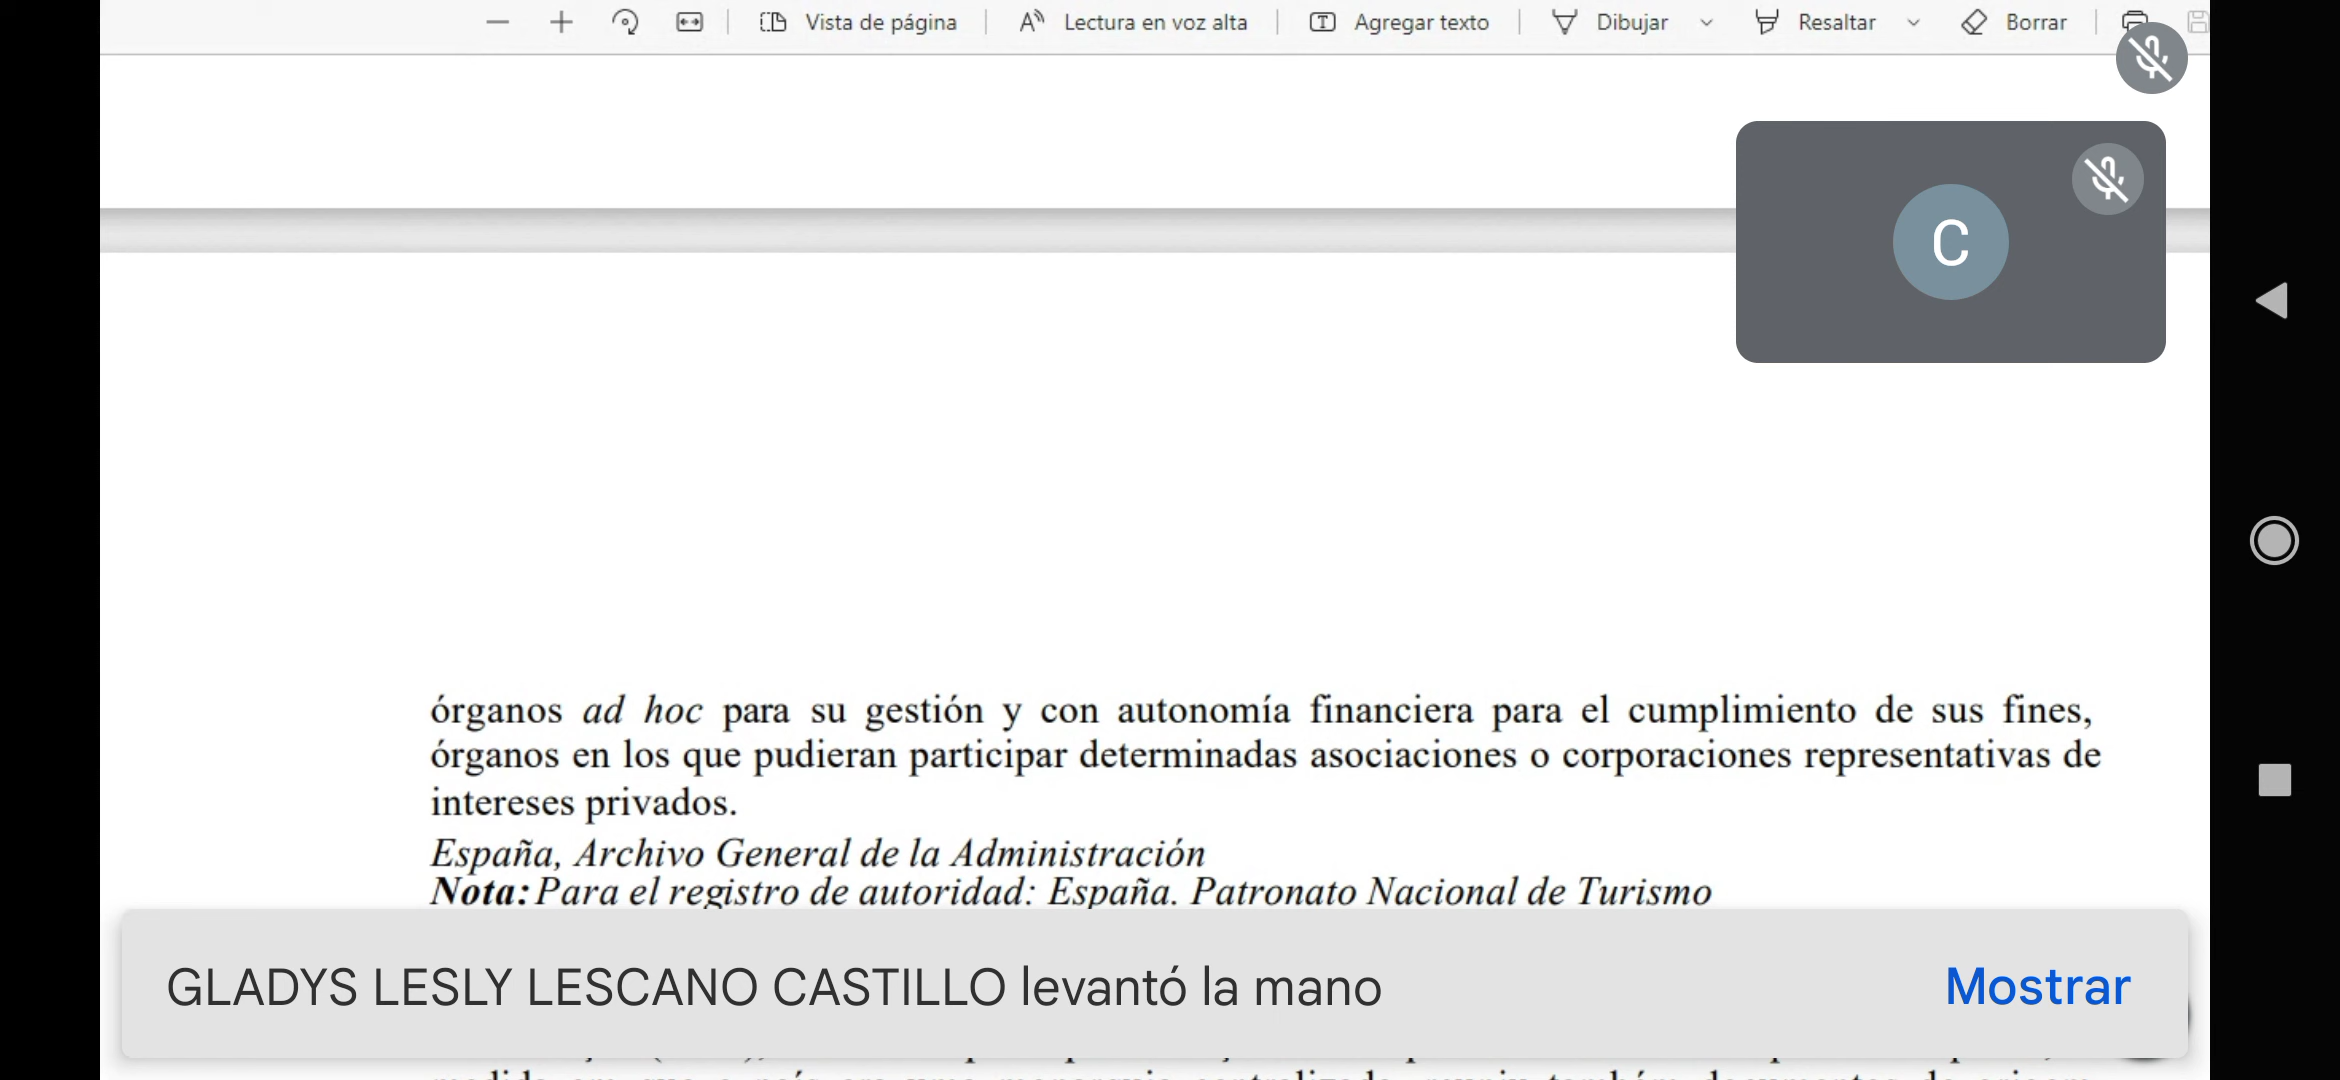 Vista de página
Lectura en voz alta
Agregar texto
Dibujar
Resaltar
Borrar
C
órganos ad hoc para su gestión y con autonomía financiera para el cumplimiento de sus fines,
órganos en los que pudieran participar determinadas asociaciones o corporaciones representativas de
intereses privados.
España, Archivo General de la Administración
Nota: Para el registro de autoridad: España. Patronato Nacional de Turismo
GLADYS LESLY LESCANO CASTILLO levantó la mano
Mostrar